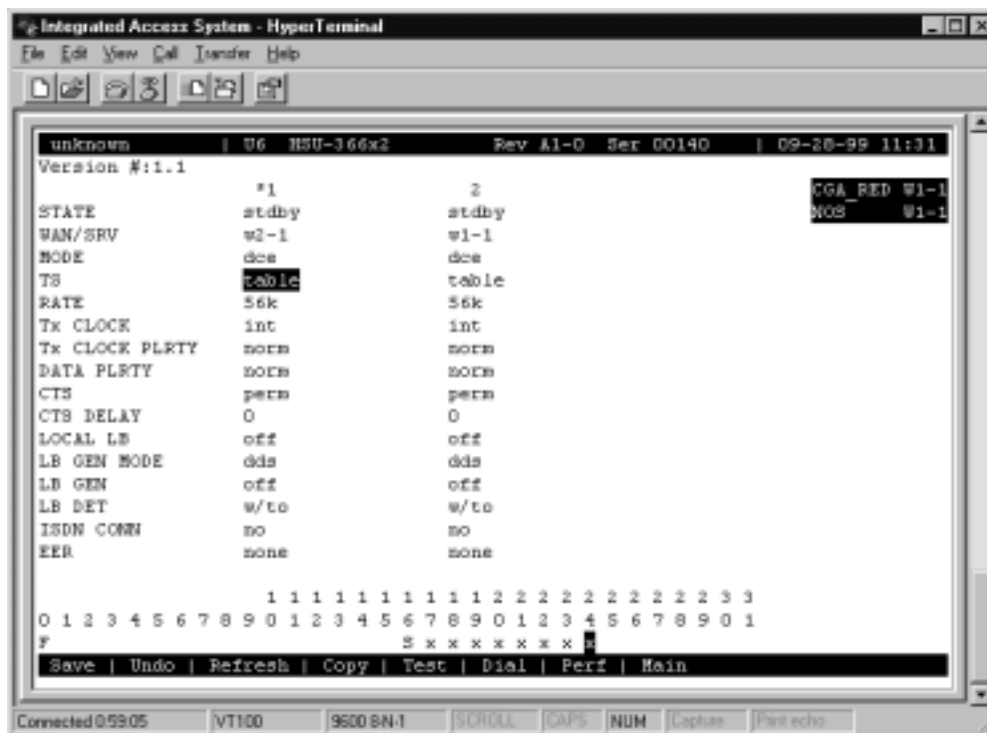 Integrated Access System - HyperTerminal
File Edit View Call Transfer Help
unknown | U6 HSU-366x2 Rev A1-0 Ser 00140 | 09-28-99 11:31
Version #:1.1
*1 2 CGA_RED W1-1
STATE stdby stdby NOS W1-1
WAN/SRV w2-1 w1-1
MODE dce dce
TS table table
RATE 56k 56k
Tx CLOCK int int
Tx CLOCK PLRTY norm norm
DATA PLRTY norm norm
CTS perm perm
CTS DELAY 0 0
LOCAL LB off off
LB GEN MODE dds dds
LB GEN off off
LB DET w/to w/to
ISDN CONN no no
EER none none
1 1 1 1 1 1 1 1 1 1 2 2 2 2 2 2 2 2 2 2 3 3
0 1 2 3 4 5 6 7 8 9 0 1 2 3 4 5 6 7 8 9 0 1 2 3 4 5 6 7 8 9 0 1
F S x x x x x x x x
Save | Undo | Refresh | Copy | Test | Dial | Perf | Main
Connected 0:59:05 VT100 9600 8-N-1 SCROLL CAPS NUM Capture Print echo